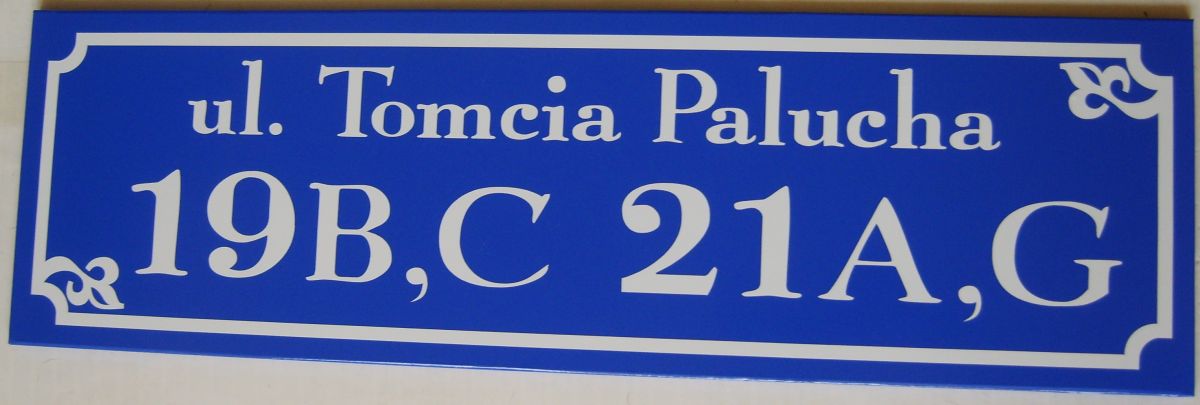 ul. Tomcia Palucha
19B,C 21A,G